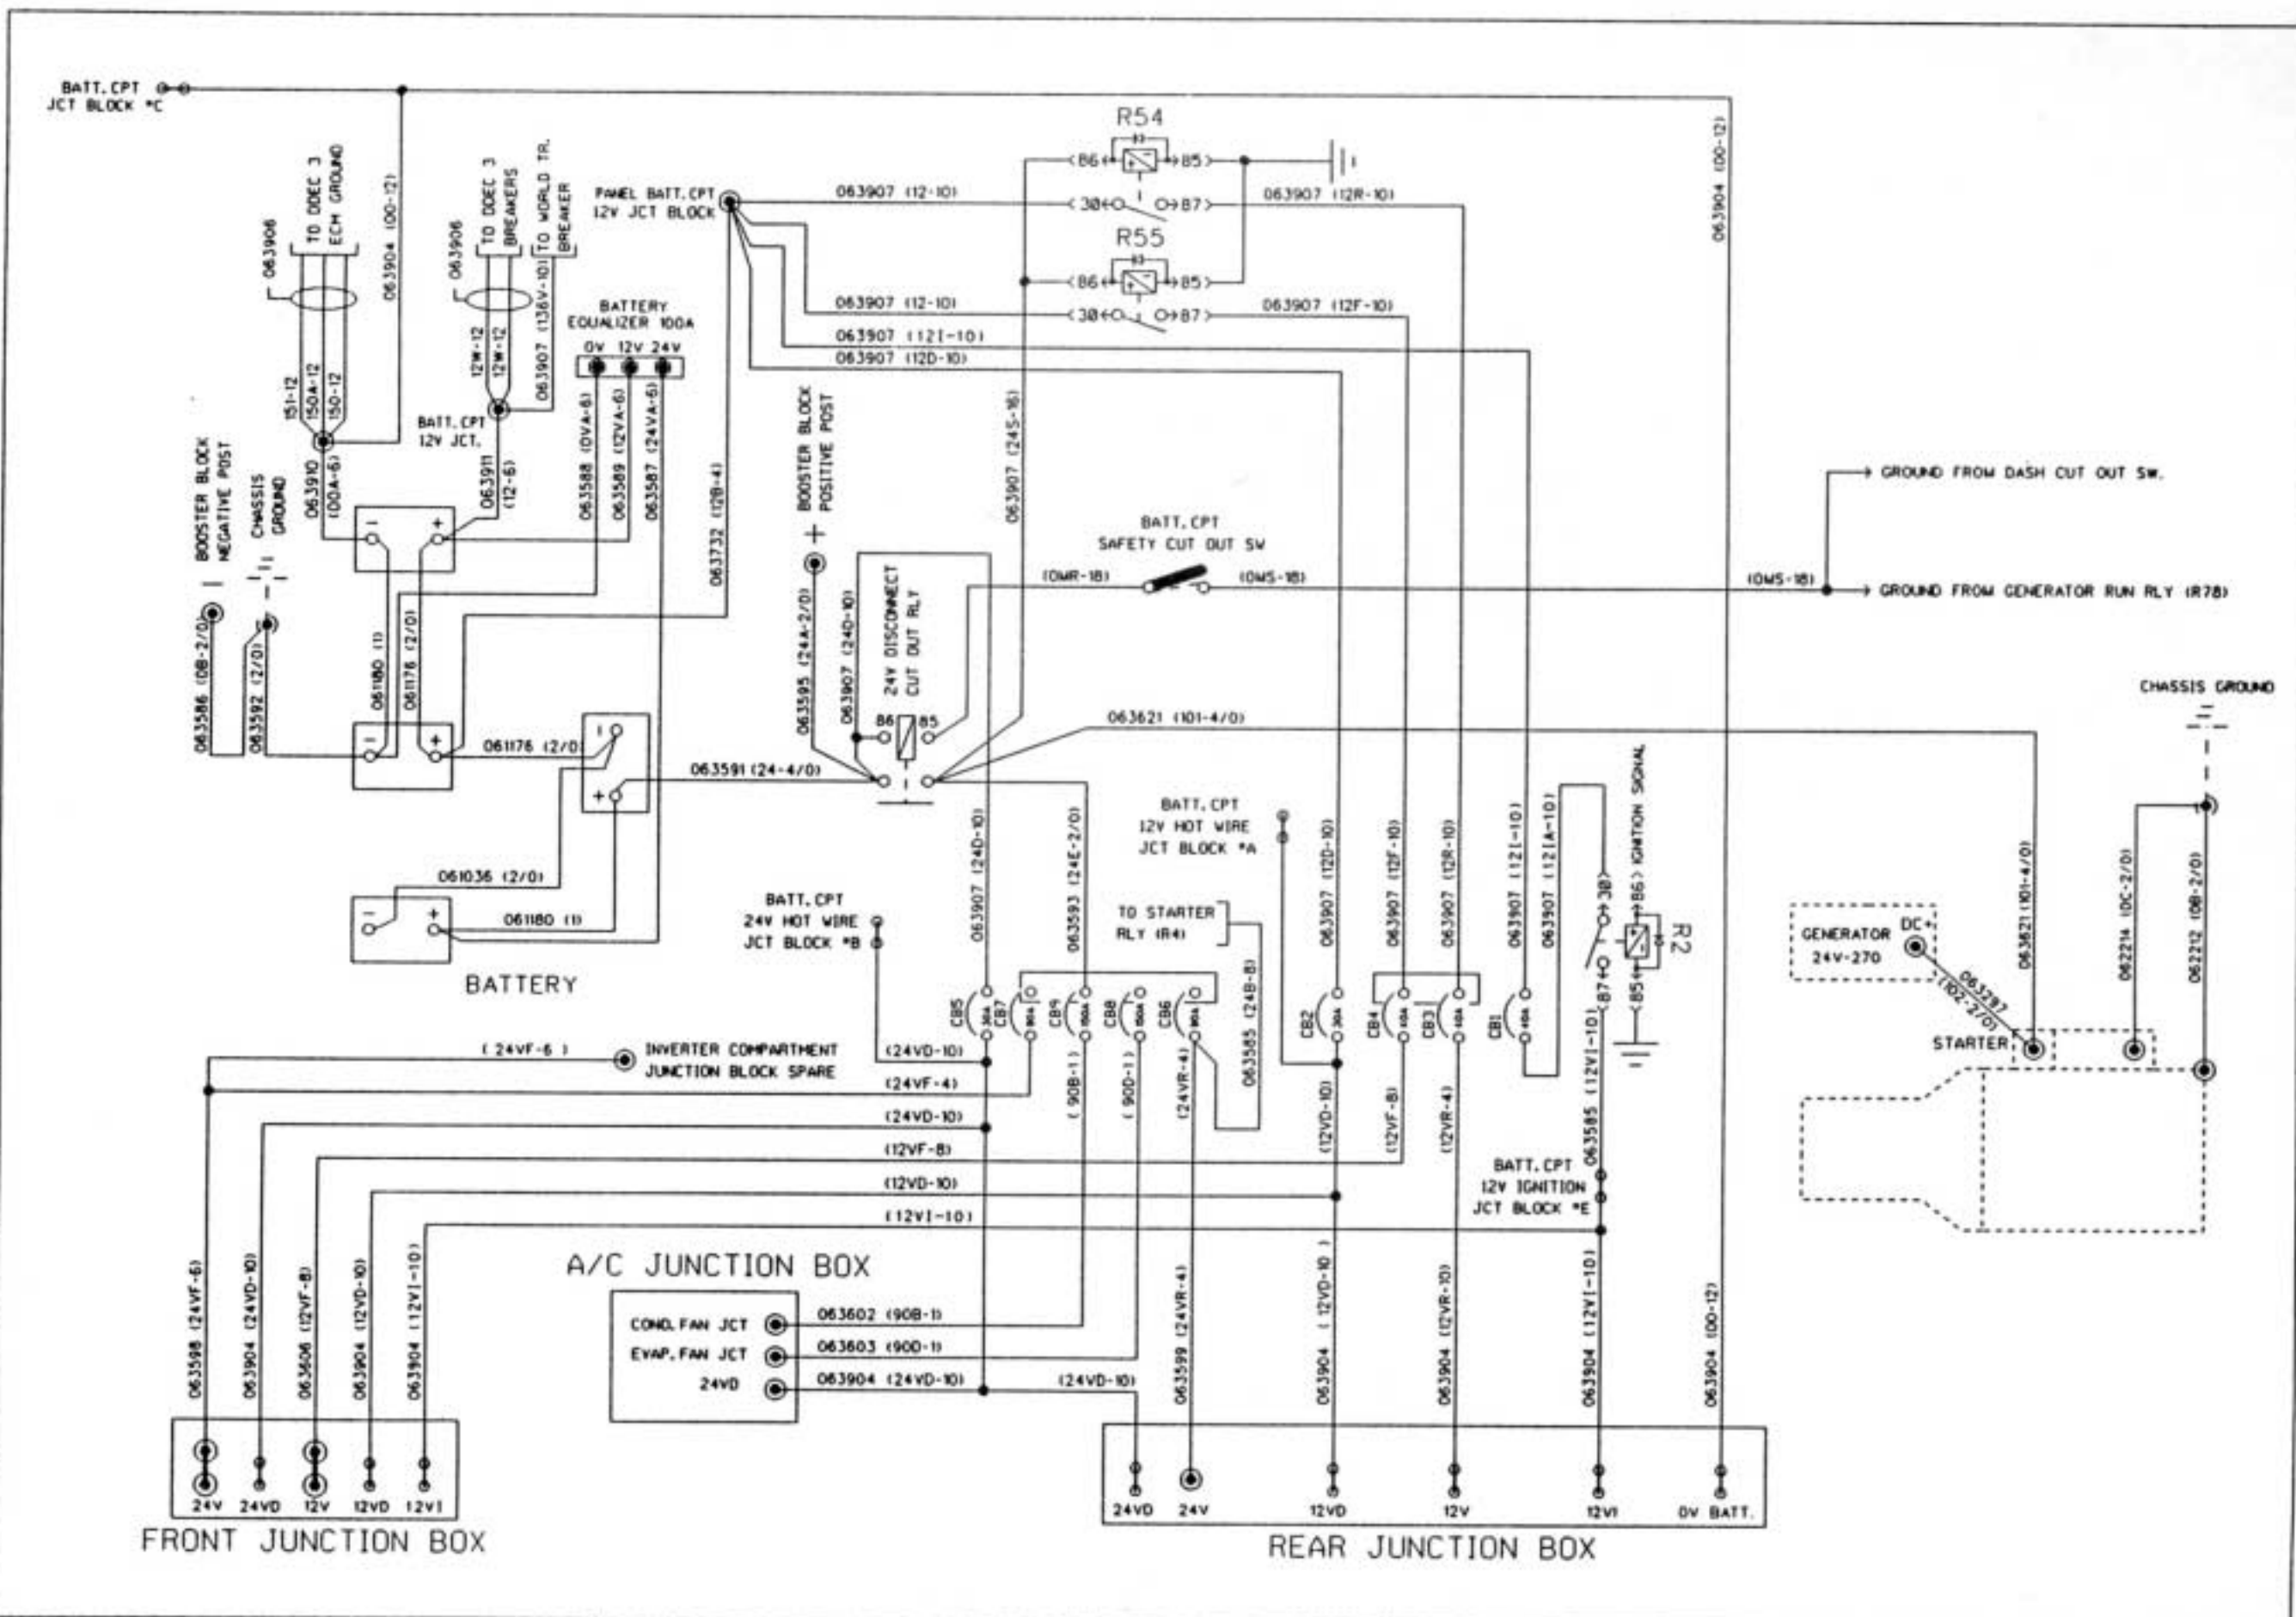 BATT.CPT
JCT BLOCK *C
TO DDEC 3
ECM GROUND
063906
063904 (00-12)
151-12
150A-12
150-12
063910
(00A-6)
TO DDEC 3
BREAKERS
063906
TO WORLD TR.
BREAKER
12W-12
12W-12
063907 (136V-10)
BATT.CPT
12V JCT.
063911
(12-6)
BATTERY
EQUALIZER 100A
0V 12V 24V
063588 (0VA-6)
063589 (12VA-6)
063587 (24VA-6)
PANEL BATT.CPT
12V JCT BLOCK
063732 (12B-4)
R54
86
85
30
87
063907 (12-10)
063907 (12R-10)
R55
86
85
30
87
063907 (12-10)
063907 (12F-10)
063907 (12I-10)
063907 (12D-10)
063904 (00-12)
063907 (24S-16)
BOOSTER BLOCK
NEGATIVE POST
CHASSIS
GROUND
063586 (0B-2/0)
063592 (2/0)
- +
061180 (1)
061176 (2/0)
- +
061176 (2/0)
-
+
063591 (24-4/0)
061036 (2/0)
061180 (1)
- +
BATTERY
BOOSTER BLOCK
POSITIVE POST
+
063595 (24A-2/0)
063907 (24D-10)
24V DISCONNECT
CUT OUT RLY
86
85
BATT.CPT
SAFETY CUT OUT SW
(0MR-18)
(0MS-18)
(0MS-18)
GROUND FROM DASH CUT OUT SW.
GROUND FROM GENERATOR RUN RLY (R78)
063621 (101-4/0)
CHASSIS GROUND
063621 (101-4/0)
062214 (0C-2/0)
062212 (0B-2/0)
GENERATOR DC+
24V-270
063297
(102-2/0)
STARTER
BATT.CPT
12V HOT WIRE
JCT BLOCK *A
BATT.CPT
24V HOT WIRE
JCT BLOCK *B
TO STARTER
RLY (R4)
063907 (24D-10)
063593 (24E-2/0)
063585 (24B-8)
063907 (12D-10)
063907 (12F-10)
063907 (12R-10)
063907 (12I-10)
063907 (12IA-10)
IGNITION SIGNAL
30
86
87
85
R2
CB5 30A
CB7 90A
CB9 150A
CB8 150A
CB6 90A
CB2 30A
CB4 40A
CB3 40A
CB1 40A
(24VF-6)
INVERTER COMPARTMENT
JUNCTION BLOCK SPARE
(24VD-10)
(24VF-4)
(24VD-10)
(12VF-8)
(12VD-10)
(12VI-10)
(90B-1)
(90D-1)
(24VR-4)
(12VD-10)
(12VF-8)
(12VR-4)
063585 (12VI-10)
BATT.CPT
12V IGNITION
JCT BLOCK *E
063598 (24VF-6)
063904 (24VD-10)
063606 (12VF-8)
063904 (12VD-10)
063904 (12VI-10)
A/C JUNCTION BOX
COND.FAN JCT
063602 (90B-1)
EVAP.FAN JCT
063603 (90D-1)
24VD
063904 (24VD-10)
(24VD-10)
063599 (24VR-4)
063904 (12VD-10)
063904 (12VR-10)
063904 (12VI-10)
063904 (00-12)
24V 24VD 12V 12VD 12VI
FRONT JUNCTION BOX
24VD 24V 12VD 12V 12VI 0V BATT.
REAR JUNCTION BOX